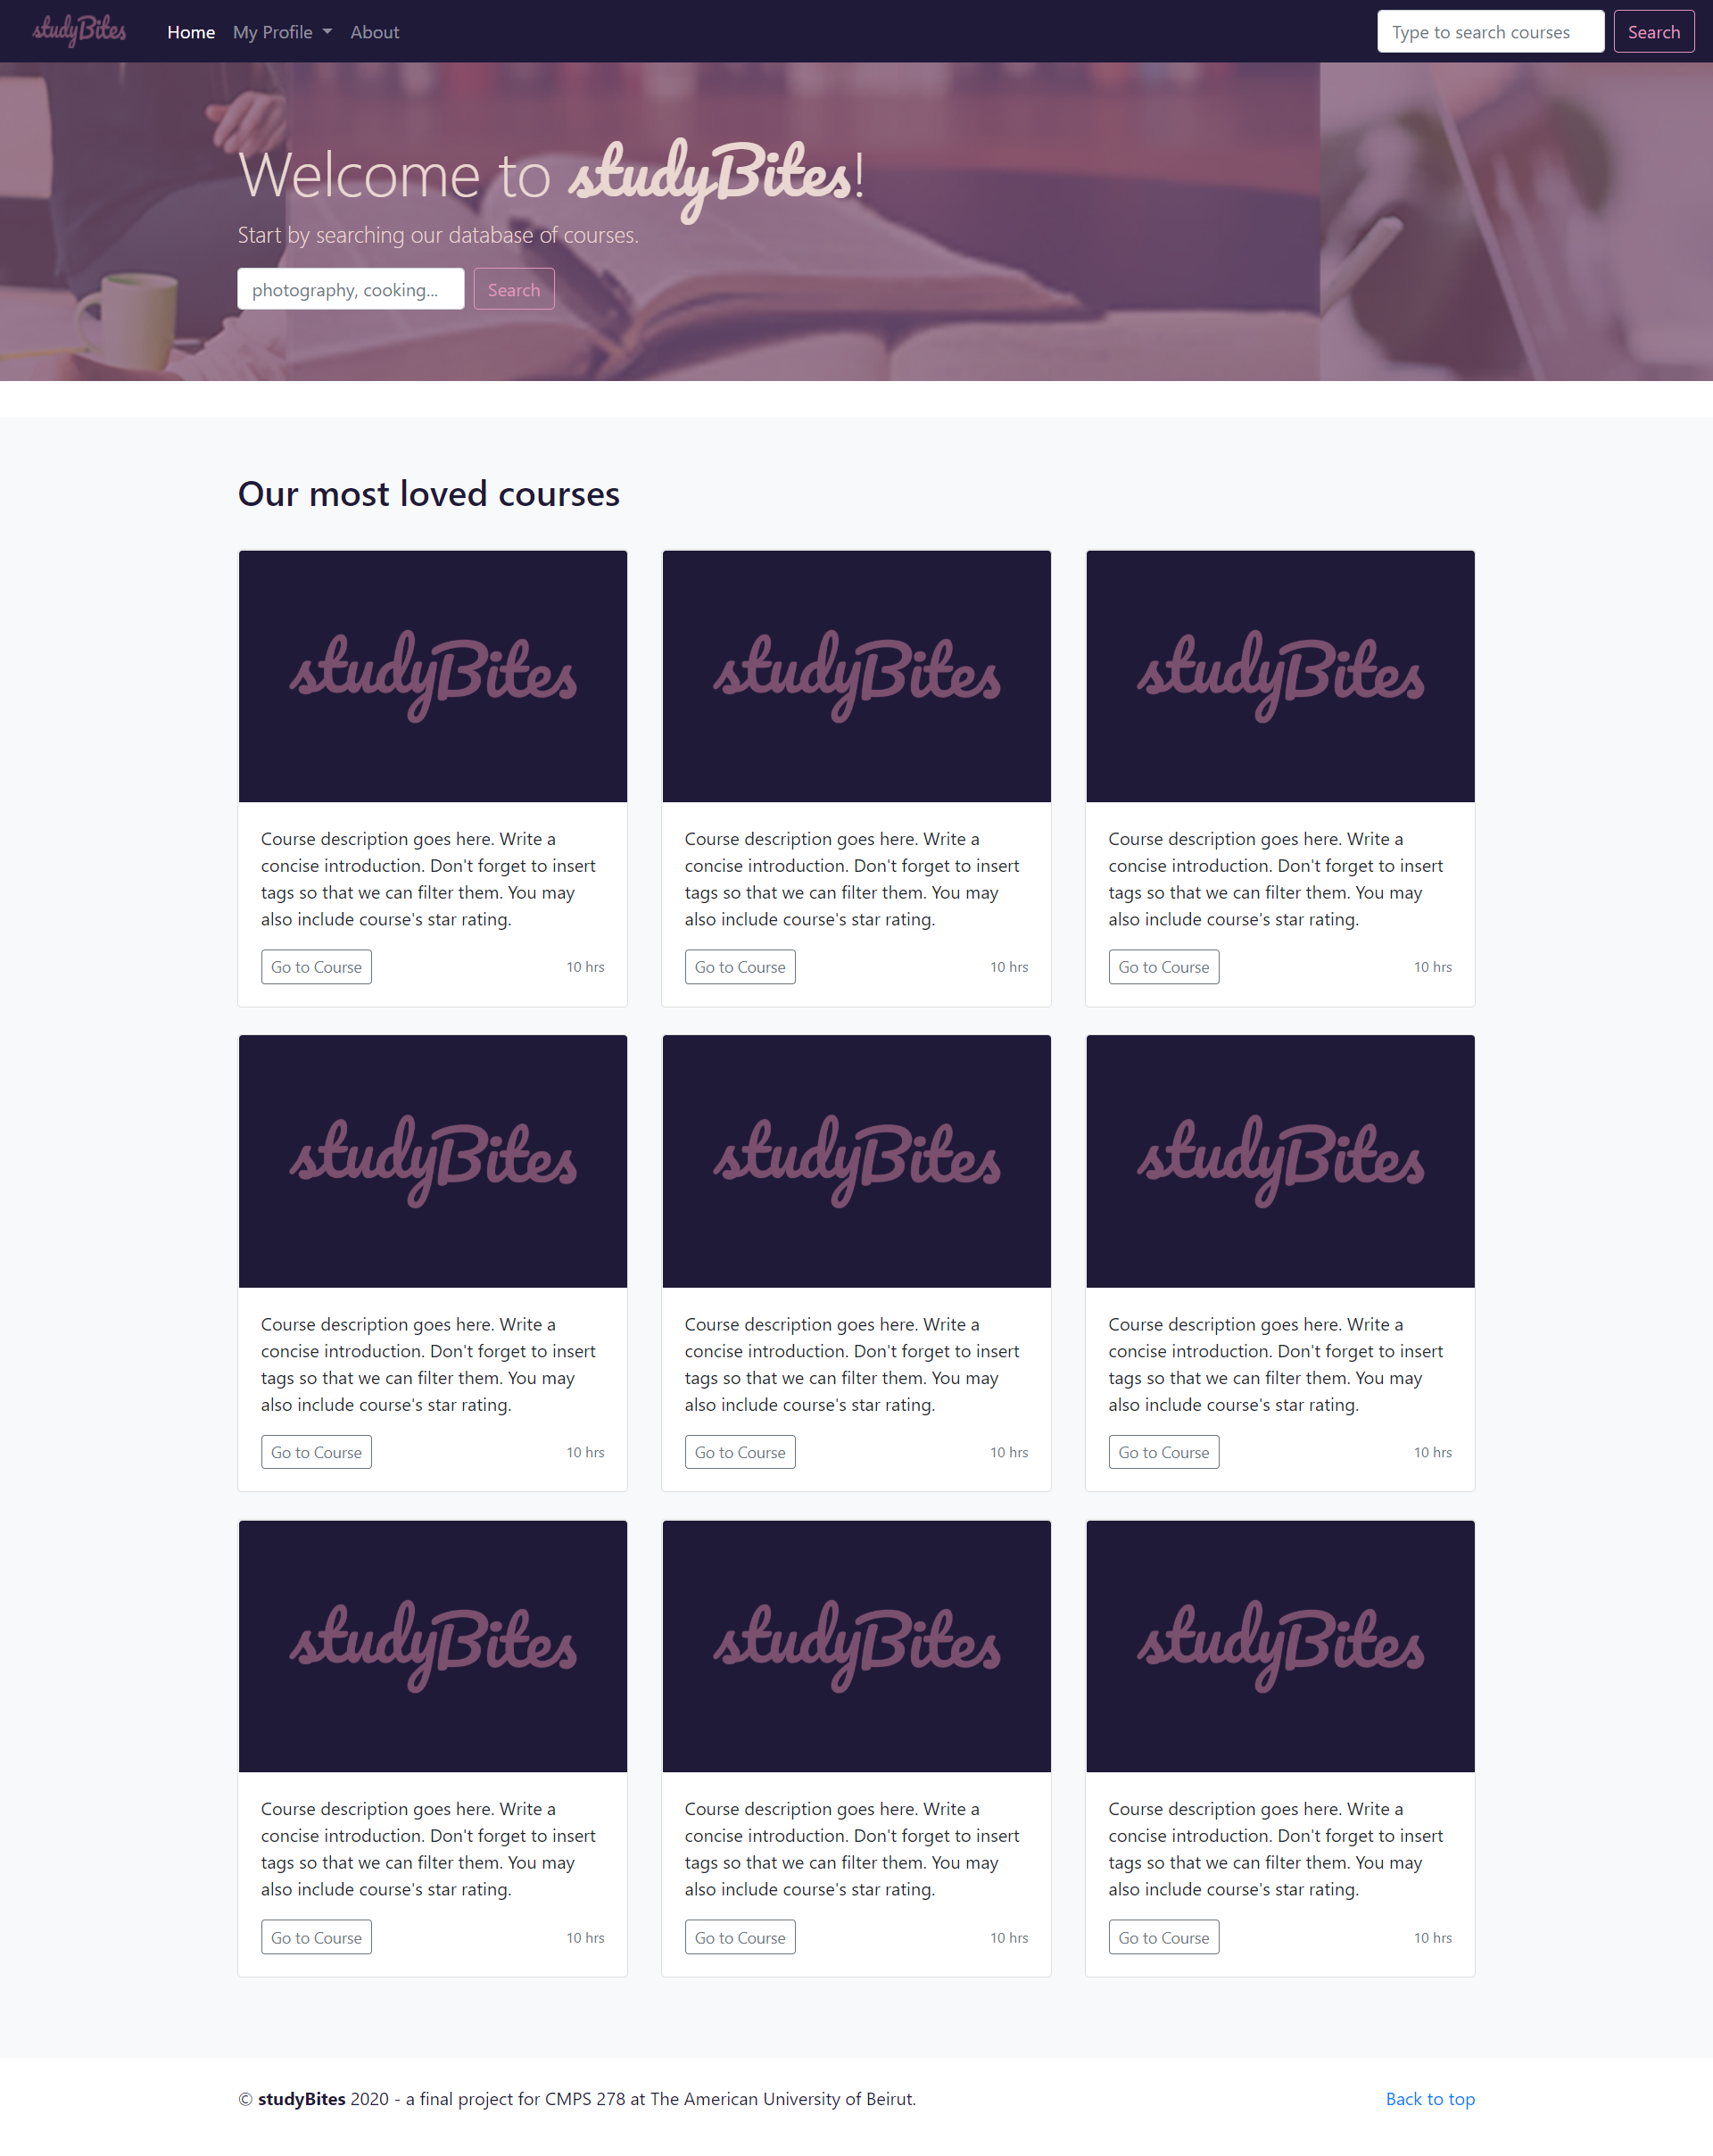 studyBites Home My Profile About Type to search courses Search
Welcome to studyBites!
Start by searching our database of courses.
photography, cooking... Search
Our most loved courses
studyBites
Course description goes here. Write a
concise introduction. Don't forget to insert
tags so that we can filter them. You may
also include course's star rating.
Go to Course 10 hrs
studyBites
Course description goes here. Write a
concise introduction. Don't forget to insert
tags so that we can filter them. You may
also include course's star rating.
Go to Course 10 hrs
studyBites
Course description goes here. Write a
concise introduction. Don't forget to insert
tags so that we can filter them. You may
also include course's star rating.
Go to Course 10 hrs
studyBites
Course description goes here. Write a
concise introduction. Don't forget to insert
tags so that we can filter them. You may
also include course's star rating.
Go to Course 10 hrs
studyBites
Course description goes here. Write a
concise introduction. Don't forget to insert
tags so that we can filter them. You may
also include course's star rating.
Go to Course 10 hrs
studyBites
Course description goes here. Write a
concise introduction. Don't forget to insert
tags so that we can filter them. You may
also include course's star rating.
Go to Course 10 hrs
studyBites
Course description goes here. Write a
concise introduction. Don't forget to insert
tags so that we can filter them. You may
also include course's star rating.
Go to Course 10 hrs
studyBites
Course description goes here. Write a
concise introduction. Don't forget to insert
tags so that we can filter them. You may
also include course's star rating.
Go to Course 10 hrs
studyBites
Course description goes here. Write a
concise introduction. Don't forget to insert
tags so that we can filter them. You may
also include course's star rating.
Go to Course 10 hrs
© studyBites 2020 - a final project for CMPS 278 at The American University of Beirut. Back to top